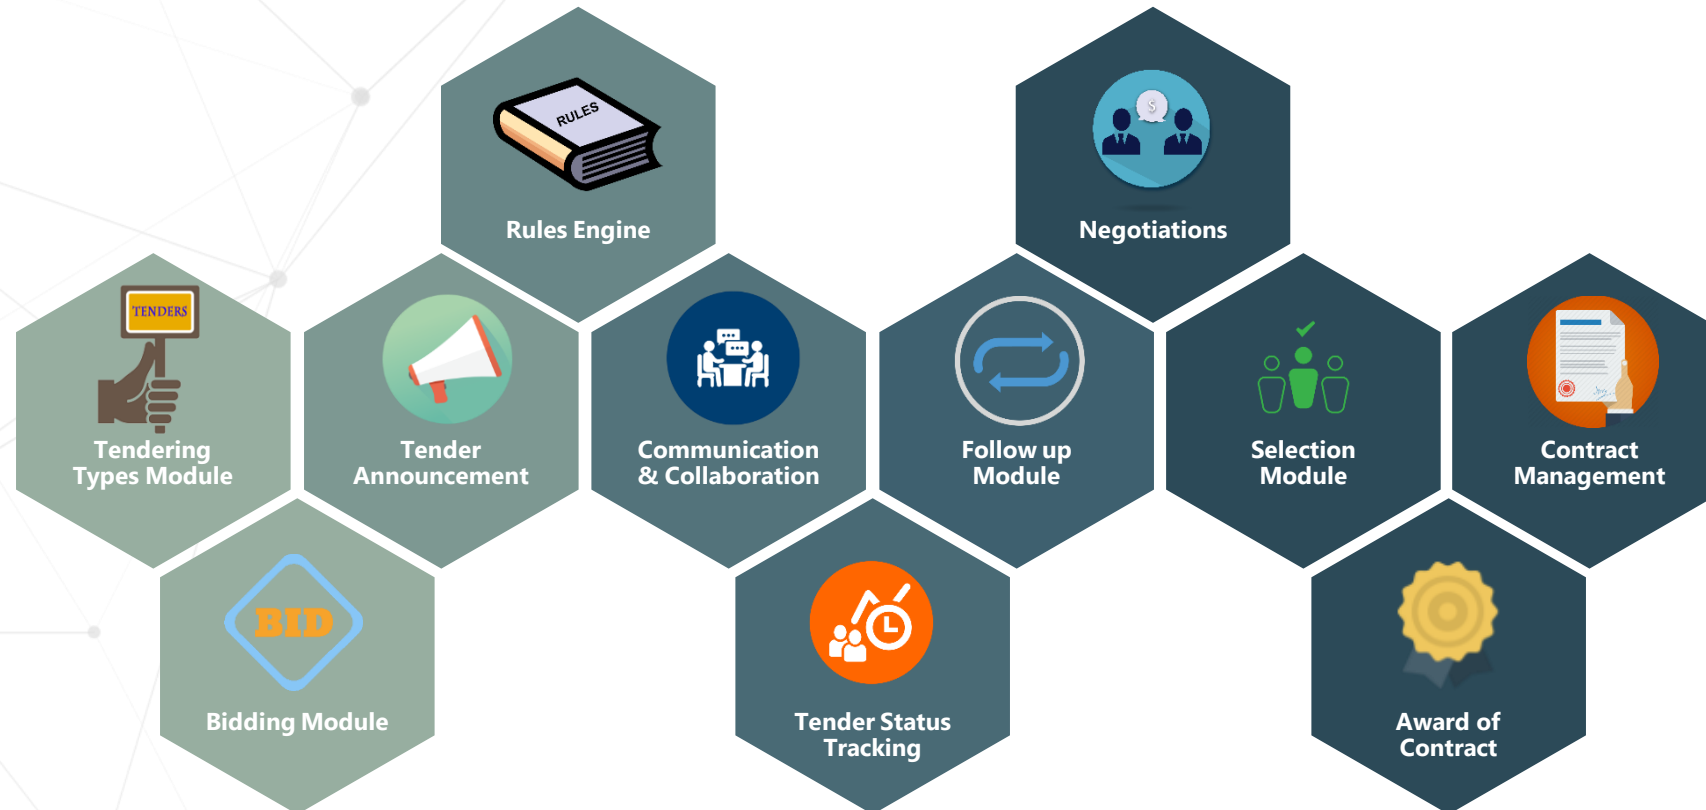 RULES
Rules Engine
$
Negotiations
TENDERS
Tendering
Types Module
Tender
Announcement
Communication
& Collaboration
Follow up
Module
Selection
Module
Contract
Management
BID
Bidding Module
Tender Status
Tracking
Award of
Contract